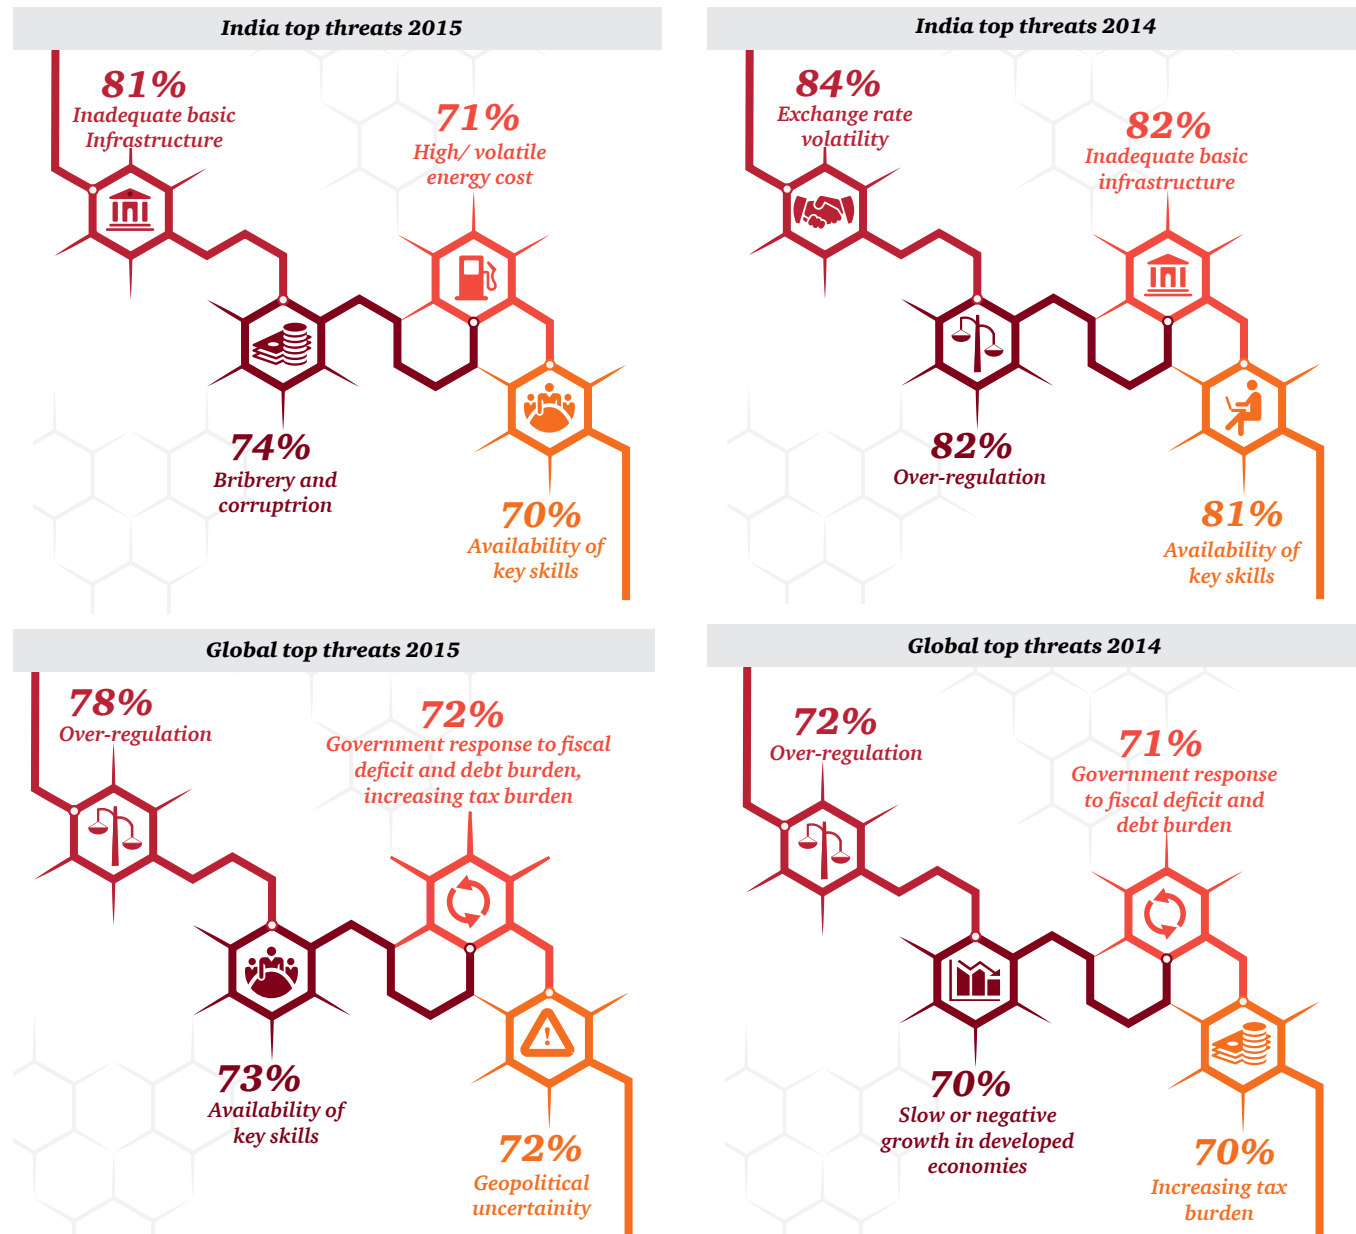 India top threats 2015
81%
Inadequate basic
Infrastructure
71%
High/ volatile
energy cost
74%
Bribrery and
corruptrion
70%
Availability of
key skills
India top threats 2014
84%
Exchange rate
volatility
82%
Inadequate basic
infrastructure
82%
Over-regulation
81%
Availability of
key skills
Global top threats 2015
78%
Over-regulation
72%
Government response to fiscal
deficit and debt burden,
increasing tax burden
73%
Availability of
key skills
72%
Geopolitical
uncertainity
Global top threats 2014
72%
Over-regulation
71%
Government response
to fiscal deficit and
debt burden
70%
Slow or negative
growth in developed
economies
70%
Increasing tax
burden